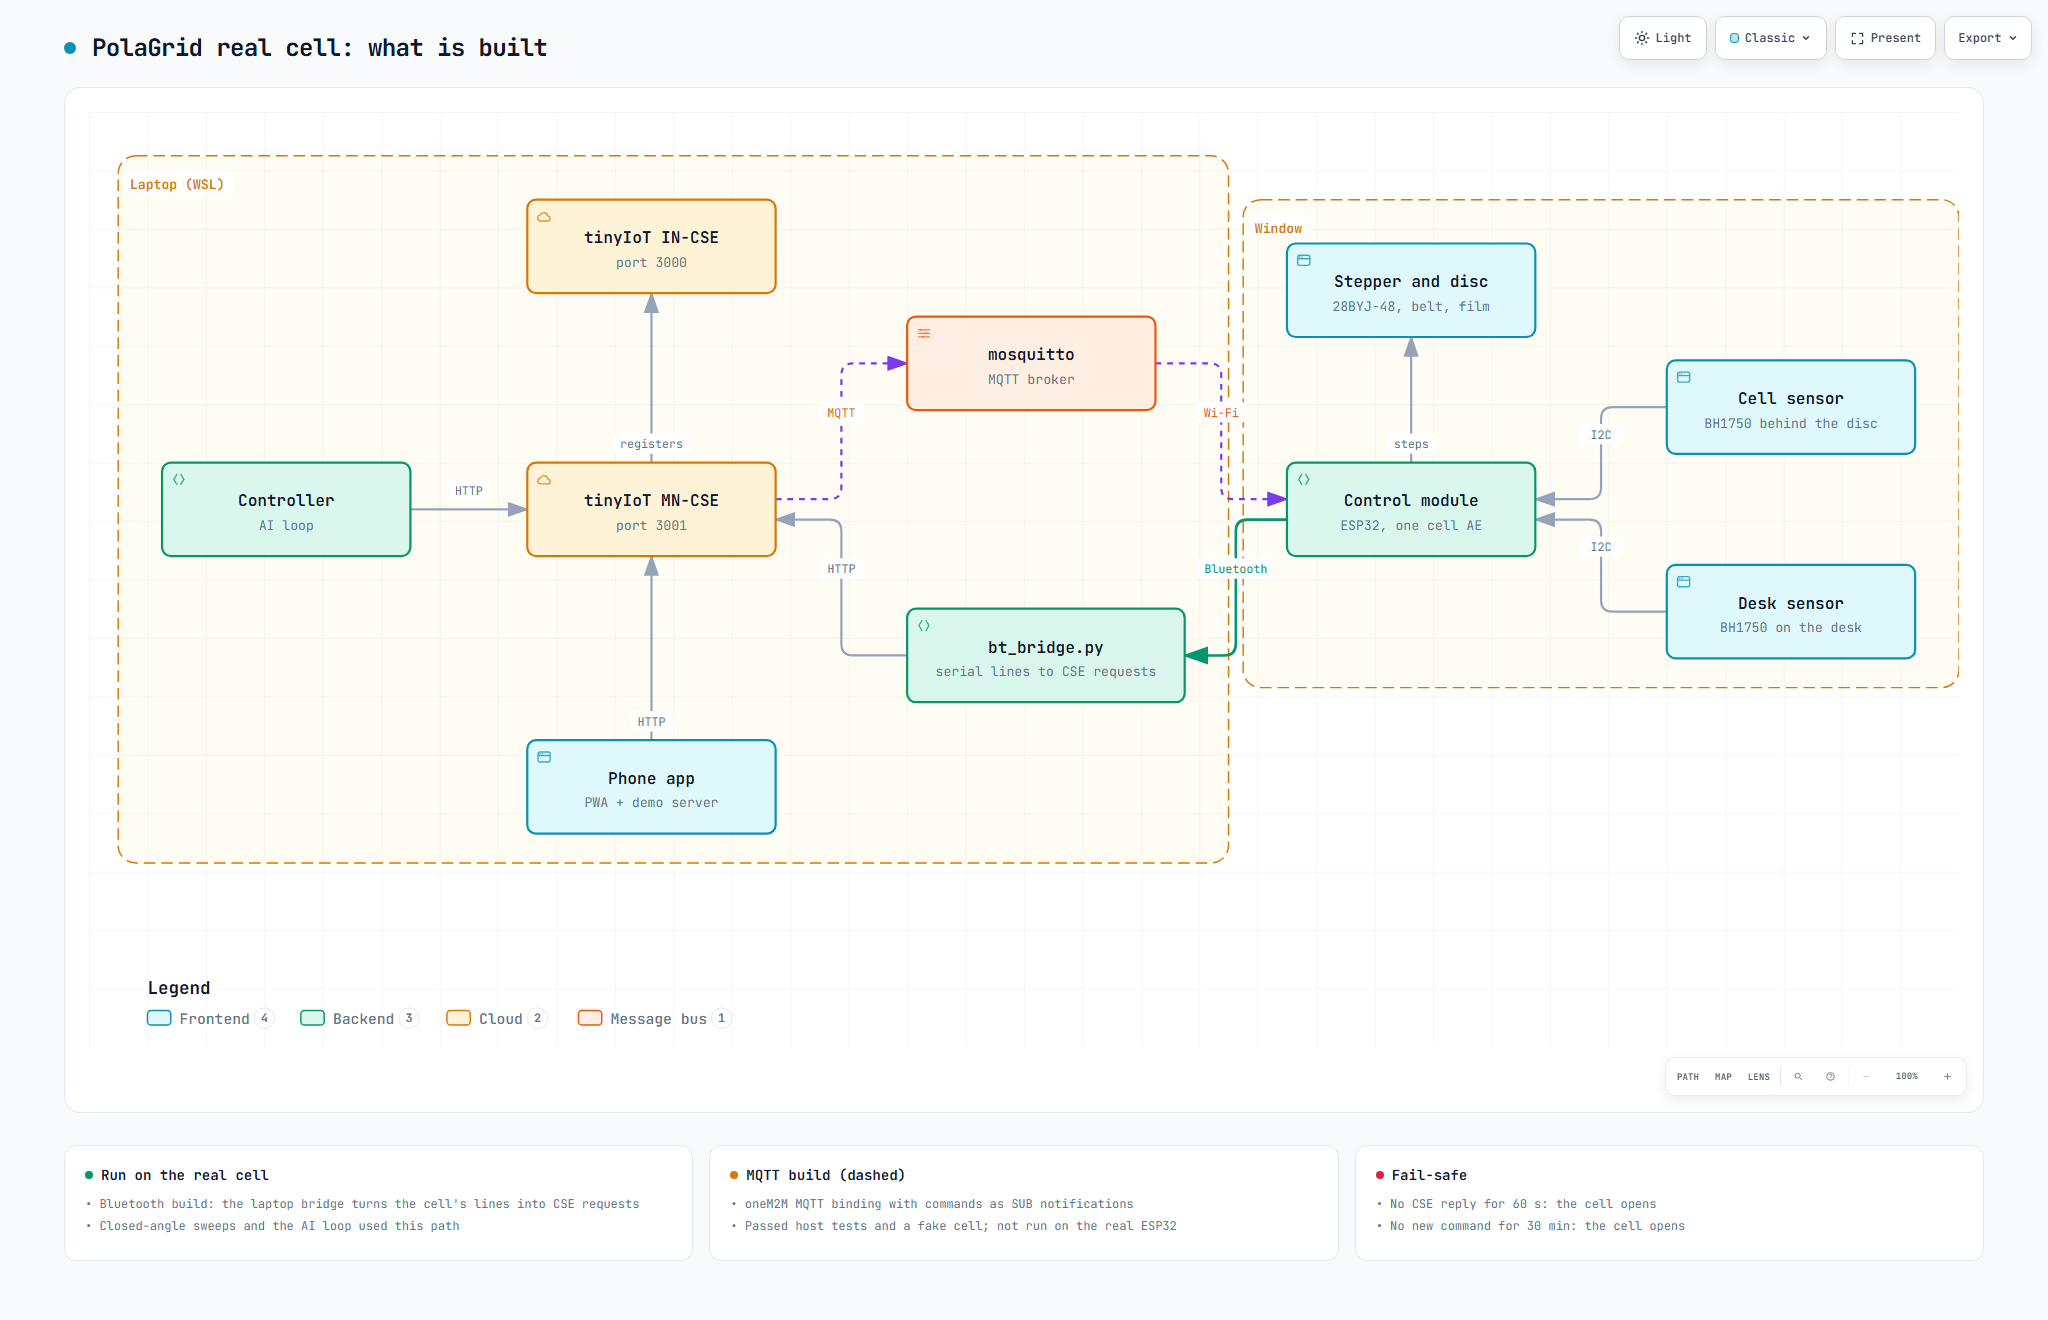 PolaGrid real cell: what is built
Light
Classic
Present
Export
Laptop (WSL)
tinyIoT IN-CSE
port 3000
Window
Stepper and disc
28BYJ-48, belt, film
mosquitto
MQTT broker
Cell sensor
BH1750 behind the disc
MQTT
Wi-Fi
registers
steps
I2C
Controller
AI loop
HTTP
tinyIoT MN-CSE
port 3001
Control module
ESP32, one cell AE
HTTP
Bluetooth
I2C
Desk sensor
BH1750 on the desk
bt_bridge.py
serial lines to CSE requests
HTTP
Phone app
PWA + demo server
Legend
Frontend 4
Backend 3
Cloud 2
Message bus 1
PATH
MAP
LENS
100%
Run on the real cell
• Bluetooth build: the laptop bridge turns the cell's lines into CSE requests
• Closed-angle sweeps and the AI loop used this path
MQTT build (dashed)
• oneM2M MQTT binding with commands as SUB notifications
• Passed host tests and a fake cell; not run on the real ESP32
Fail-safe
• No CSE reply for 60 s: the cell opens
• No new command for 30 min: the cell opens